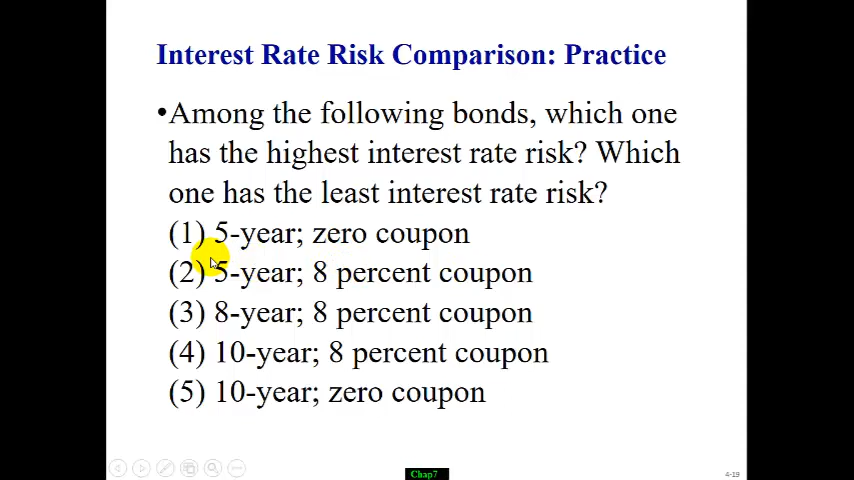 Interest Rate Risk Comparison: Practice
•Among the following bonds, which one
has the highest interest rate risk? Which
one has the least interest rate risk?
(1) 5-year; zero coupon
(2) 5-year; 8 percent coupon
(3) 8-year; 8 percent coupon
(4) 10-year; 8 percent coupon
(5) 10-year; zero coupon
Chap7
4-19